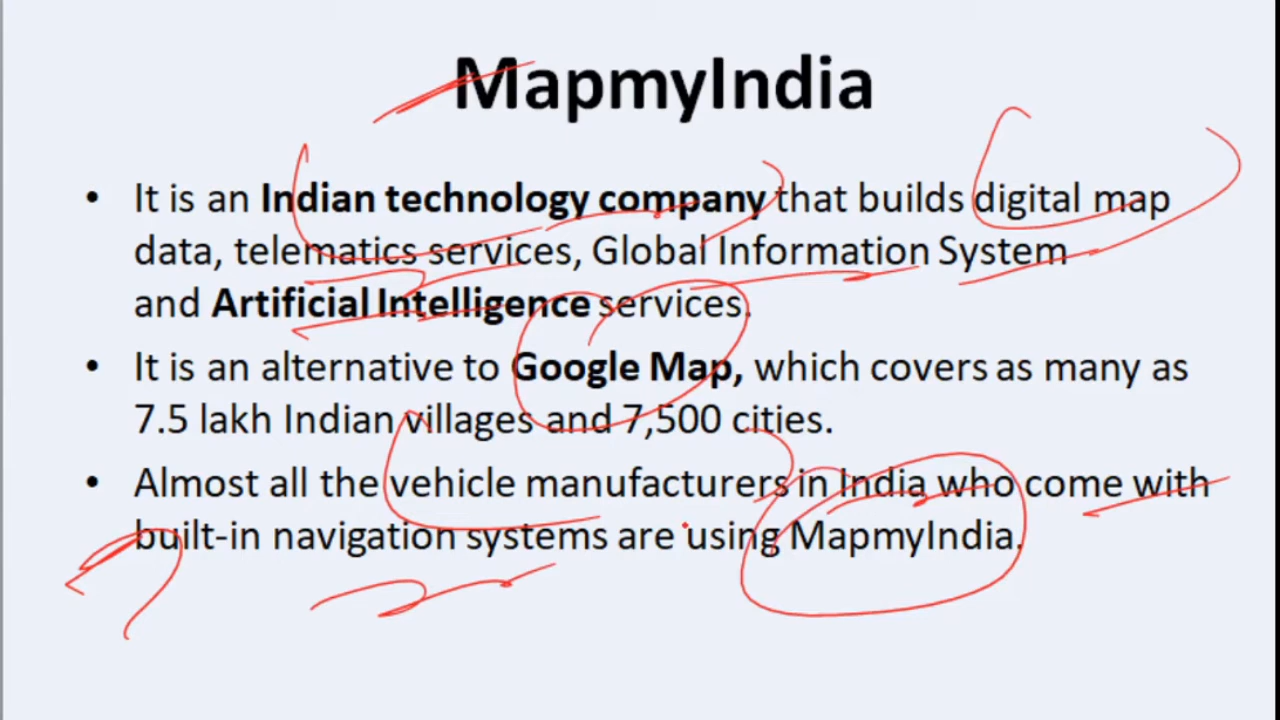 MapmyIndia
• It is an Indian technology company that builds digital map
data, telematics services, Global Information System
and Artificial Intelligence services.
• It is an alternative to Google Map, which covers as many as
7.5 lakh Indian villages and 7,500 cities.
• Almost all the vehicle manufacturers in India who come with
built-in navigation systems are using MapmyIndia.